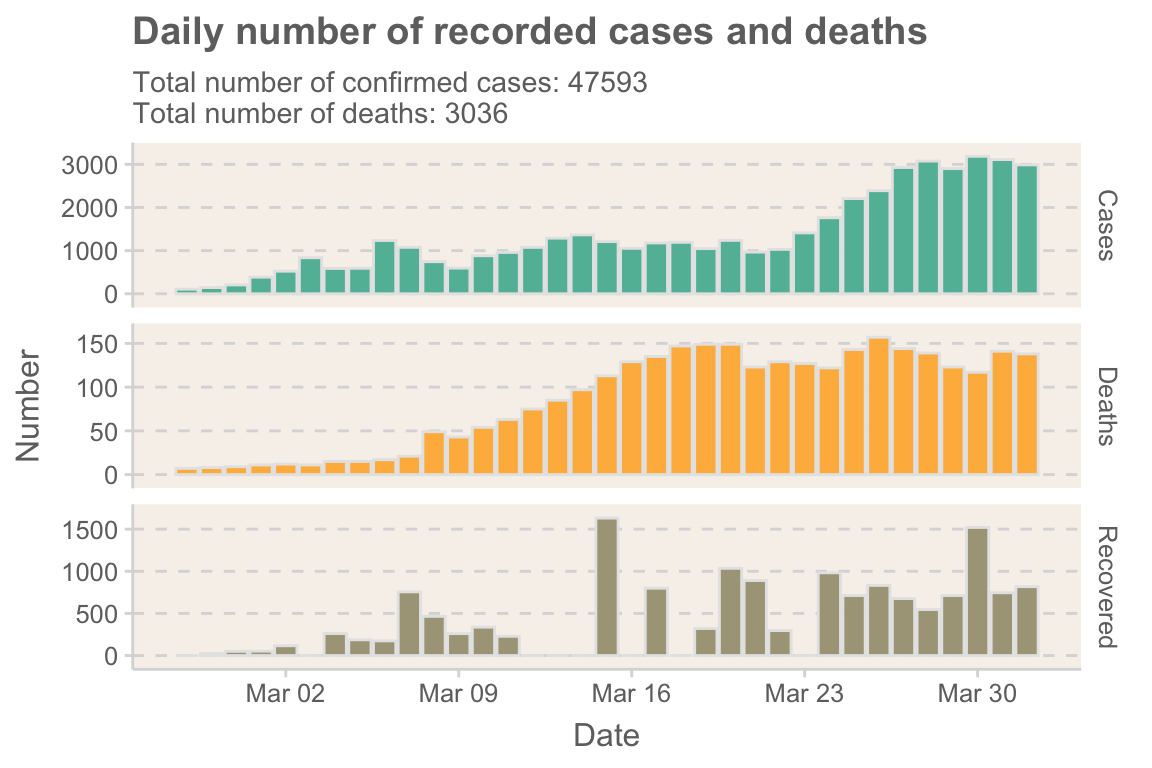 Daily number of recorded cases and deaths
Total number of confirmed cases: 47593
Total number of deaths: 3036
3000
2000
1000
0
Cases
150
100
50
0
Deaths
1500
1000
500
0
Recovered
Number
Mar 02 Mar 09 Mar 16 Mar 23 Mar 30
Date